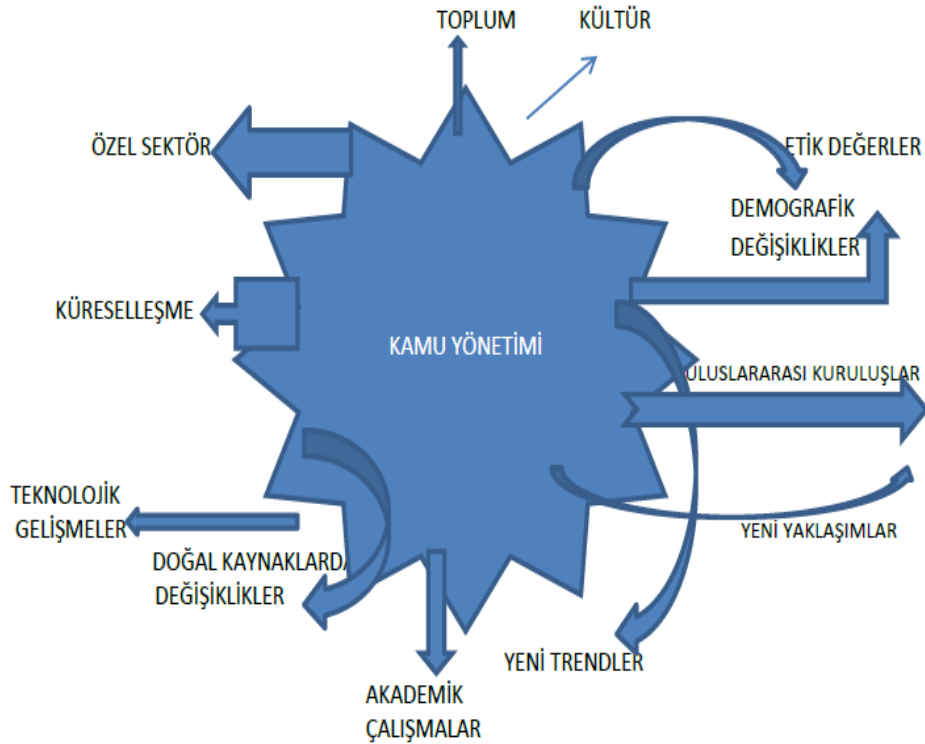 TOPLUM
KÜLTÜR
ÖZEL SEKTÖR
ETİK DEĞERLER
DEMOGRAFİK
DEĞİŞİKLİKLER
KÜRESELLEŞME
KAMU YÖNETİMİ
ULUSLARARASI KURULUŞLAR
TEKNOLOJİK
GELİŞMELER
YENİ YAKLAŞIMLAR
DOĞAL KAYNAKLARDA
DEĞİŞİKLİKLER
YENİ TRENDLER
AKADEMİK
ÇALIŞMALAR